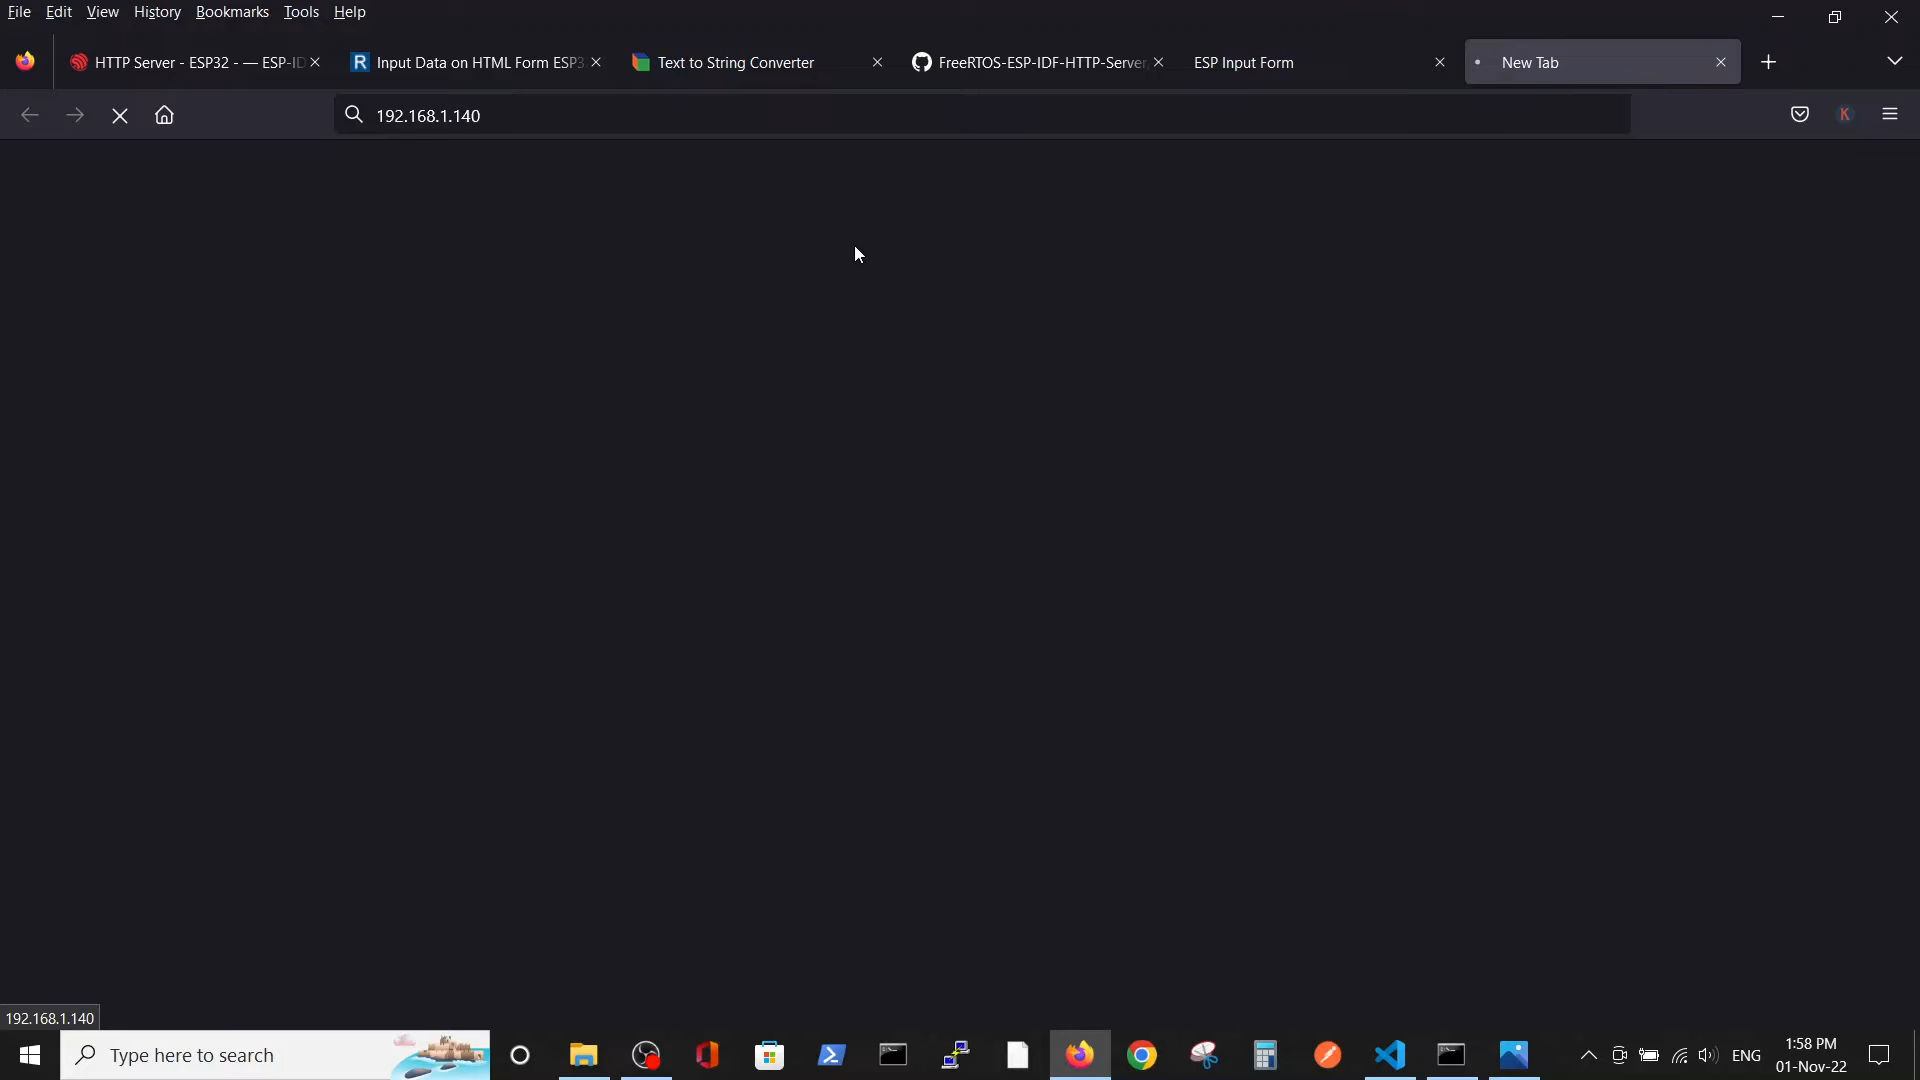 File Edit View History Bookmarks Tools Help
HTTP Server - ESP32 - — ESP-ID
Input Data on HTML Form ESP3
Text to String Converter
FreeRTOS-ESP-IDF-HTTP-Server
ESP Input Form
New Tab
192.168.1.140
K
192.168.1.140
Type here to search
ENG
1:58 PM
01-Nov-22